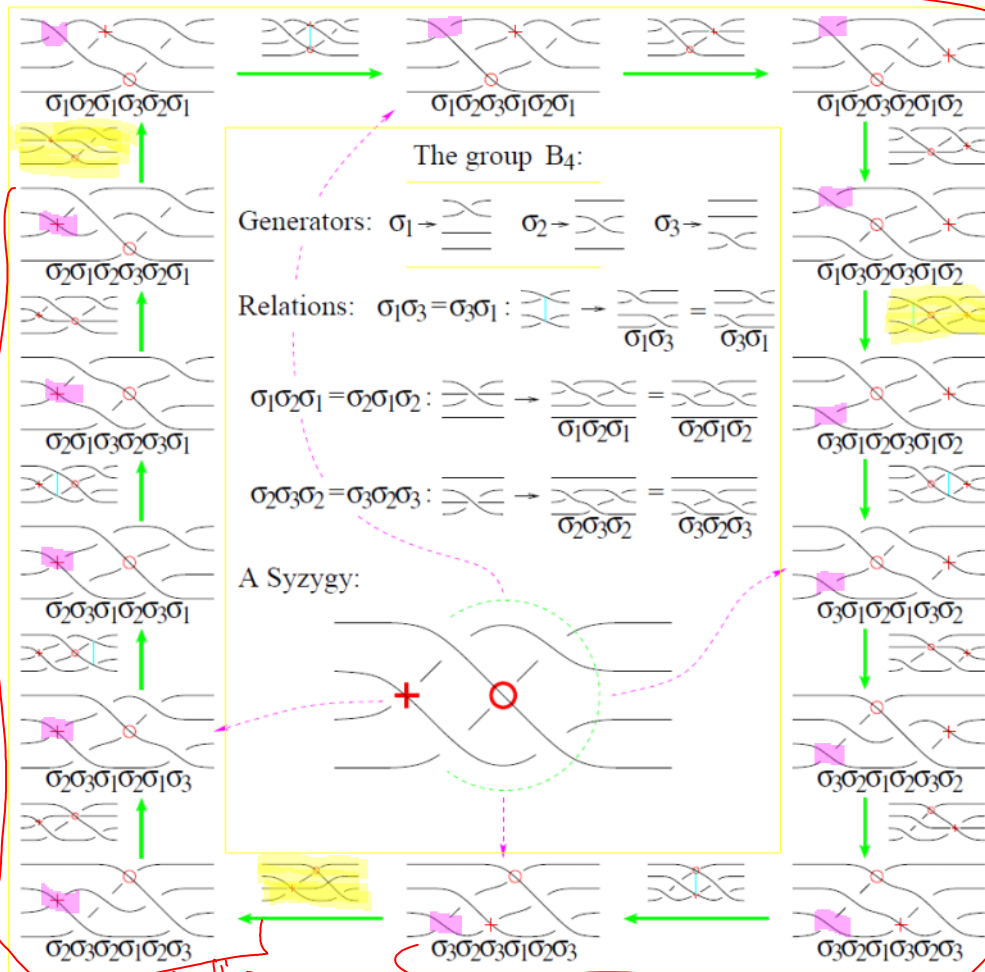 σ₁σ₂σ₁σ₃σ₂σ₁
σ₁σ₂σ₃σ₁σ₂σ₁
σ₁σ₂σ₃σ₂σ₁σ₂
The group B₄:
Generators: σ₁→ σ₂→ σ₃→
σ₂σ₁σ₂σ₃σ₂σ₁
σ₁σ₃σ₂σ₃σ₁σ₂
Relations: σ₁σ₃=σ₃σ₁: → =
σ₁σ₃ σ₃σ₁
σ₂σ₁σ₃σ₂σ₃σ₁
σ₁σ₂σ₁=σ₂σ₁σ₂: → =
σ₁σ₂σ₁ σ₂σ₁σ₂
σ₃σ₁σ₂σ₃σ₁σ₂
σ₂σ₃σ₂=σ₃σ₂σ₃: → =
σ₂σ₃σ₂ σ₃σ₂σ₃
A Syzygy:
σ₂σ₃σ₁σ₂σ₃σ₁
σ₃σ₁σ₂σ₁σ₃σ₂
σ₂σ₃σ₁σ₂σ₁σ₃
σ₃σ₂σ₁σ₂σ₃σ₂
σ₂σ₃σ₂σ₁σ₂σ₃
σ₃σ₂σ₃σ₁σ₂σ₃
σ₃σ₂σ₁σ₃σ₂σ₃